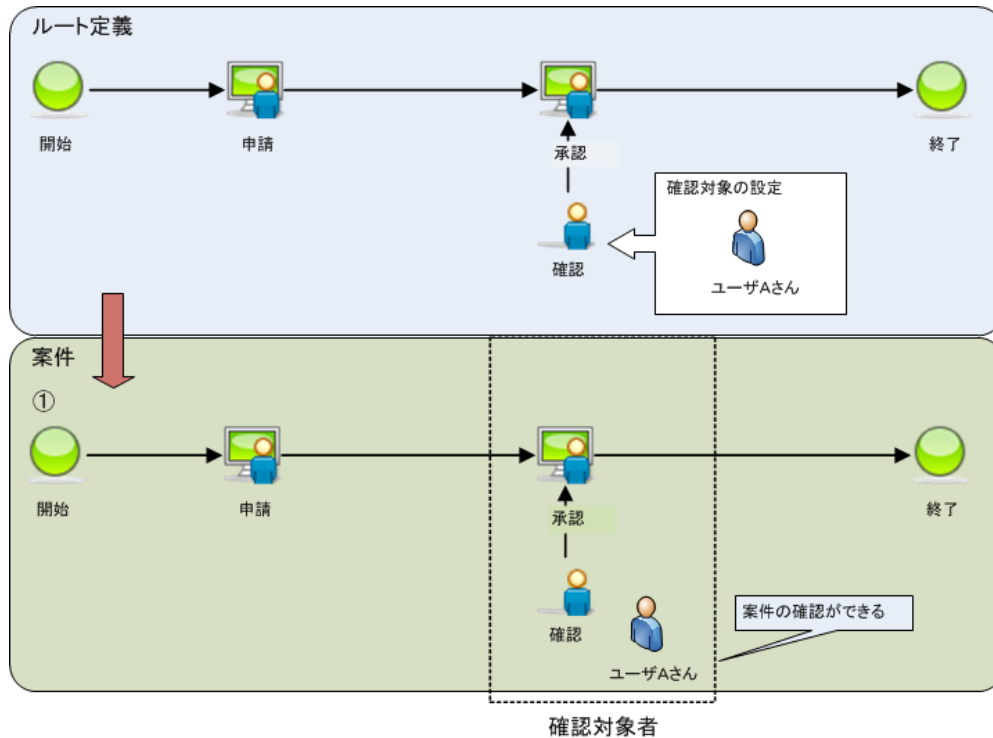 ルート定義
開始
申請
承認
終了
確認対象の設定
確認
ユーザAさん
案件
①
開始
申請
承認
終了
確認
案件の確認ができる
ユーザAさん
確認対象者